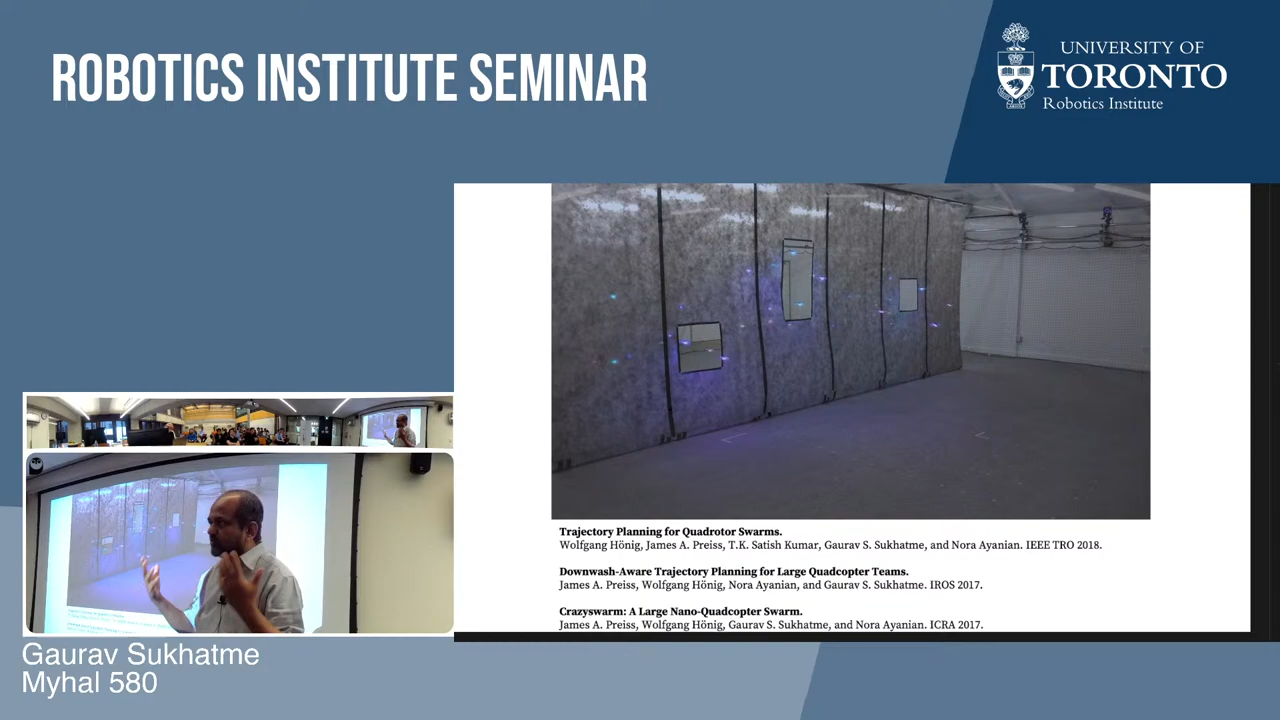 ROBOTICS INSTITUTE SEMINAR
UNIVERSITY OF
TORONTO
Robotics Institute
Trajectory Planning for Quadrotor Swarms.
Wolfgang Hönig, James A. Preiss, T.K. Satish Kumar, Gaurav S. Sukhatme, and Nora Ayanian. IEEE TRO 2018.
Downwash-Aware Trajectory Planning for Large Quadcopter Teams.
James A. Preiss, Wolfgang Hönig, Nora Ayanian, and Gaurav S. Sukhatme. IROS 2017.
Crazyswarm: A Large Nano-Quadcopter Swarm.
James A. Preiss, Wolfgang Hönig, Gaurav S. Sukhatme, and Nora Ayanian. ICRA 2017.
Gaurav Sukhatme
Myhal 580